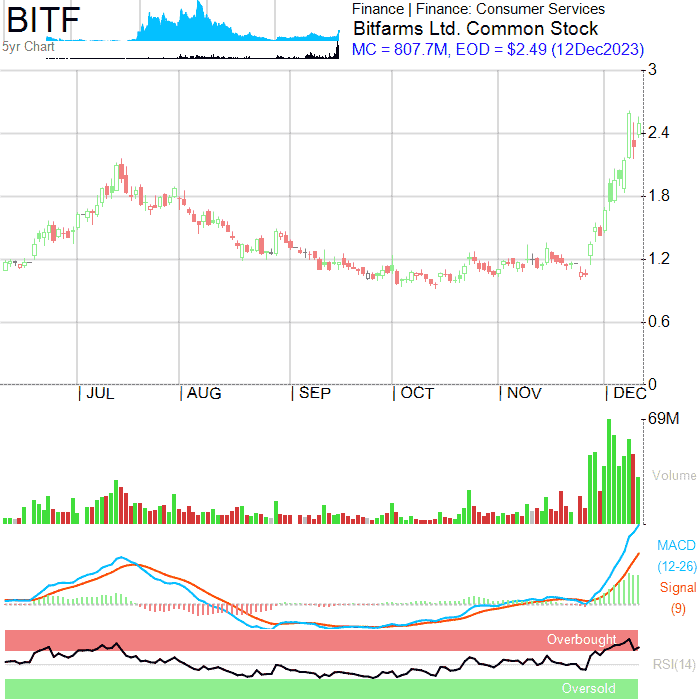 BITF
5yr Chart
Finance | Finance: Consumer Services
Bitfarms Ltd. Common Stock
MC = 807.7M, EOD = $2.49 (12Dec2023)
3
2.4
1.8
1.2
0.6
0
| JUL | AUG | SEP | OCT | NOV | DEC
69M
Volume
MACD
(12-26)
Signal
(9)
Overbought
RSI(14)
Oversold